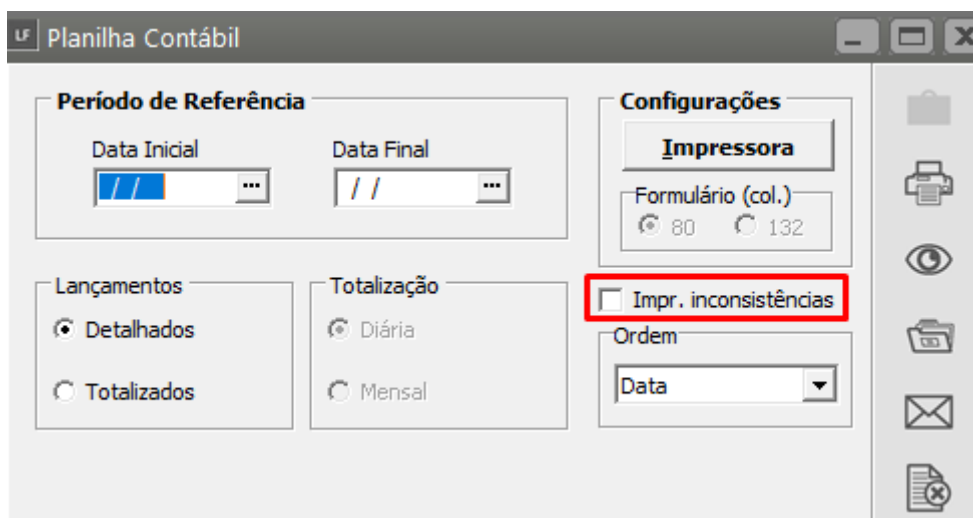 LF Planilha Contábil
Período de Referência
Data Inicial Data Final
/ / ... / / ...
Configurações
Impressora
Formulário (col.)
80 132
Lançamentos
Detalhados
Totalizados
Totalização
Diária
Mensal
Impr. inconsistências
Ordem
Data